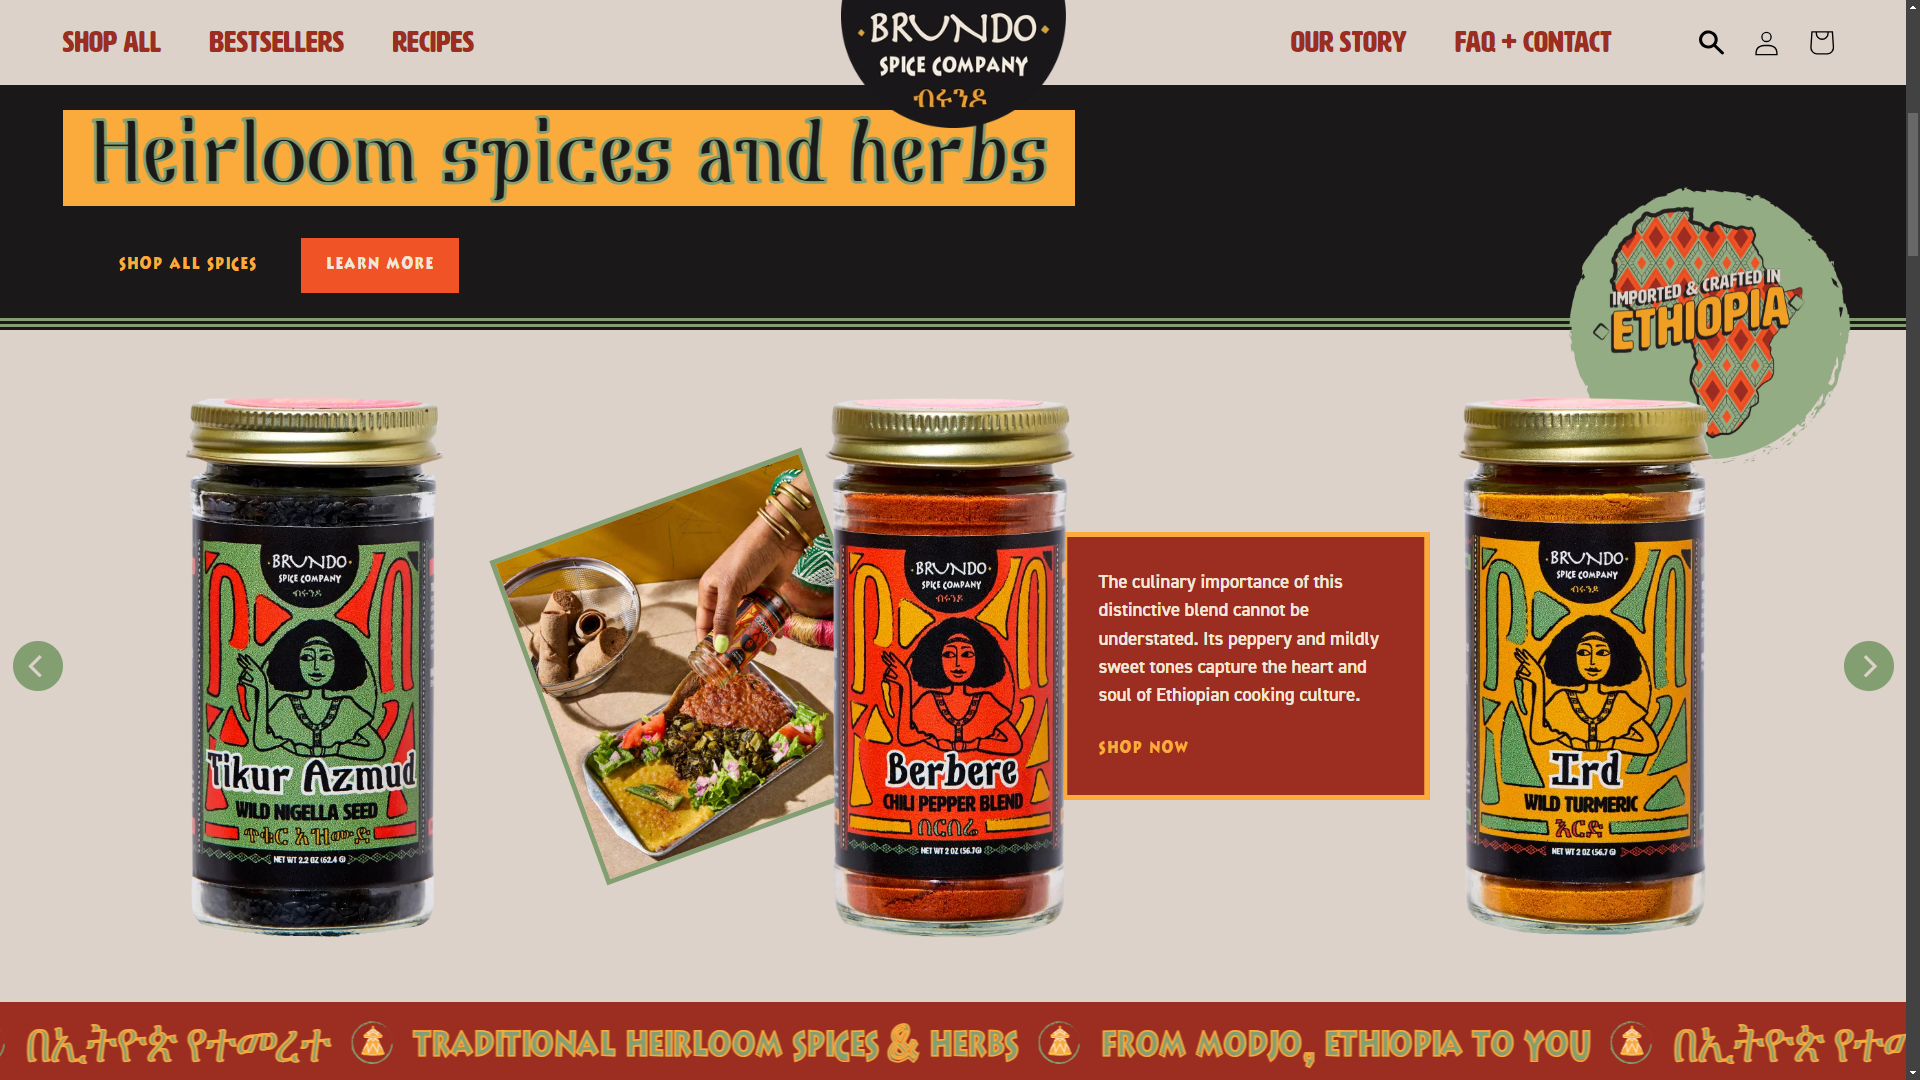 SHOP ALL
BESTSELLERS
RECIPES
BRUNDO
SPICE COMPANY
ብሩንዶ
OUR STORY
FAQ + CONTACT
Heirloom spices and herbs
SHOP ALL SPICES
LEARN MORE
IMPORTED & CRAFTED IN
ETHIOPIA
BRUNDO
SPICE COMPANY
ብሩንዶ
Tikur Azmud
WILD NIGELLA SEED
ጥቁር አዝሙድ
NET WT 2.2 OZ (62.4 G)
BRUNDO
SPICE COMPANY
ብሩንዶ
Berbere
CHILI PEPPER BLEND
በርበሬ
NET WT 2 OZ (56.7G)
The culinary importance of this
distinctive blend cannot be
understated. Its peppery and mildly
sweet tones capture the heart and
soul of Ethiopian cooking culture.
SHOP NOW
BRUNDO
SPICE COMPANY
ብሩንዶ
Ird
WILD TURMERIC
እርድ
NET WT 2 OZ (56.7 G)
በኢትዮጵ የተመረተ
TRADITIONAL HEIRLOOM SPICES & HERBS
FROM MODJO, ETHIOPIA TO YOU
በኢትዮጵ